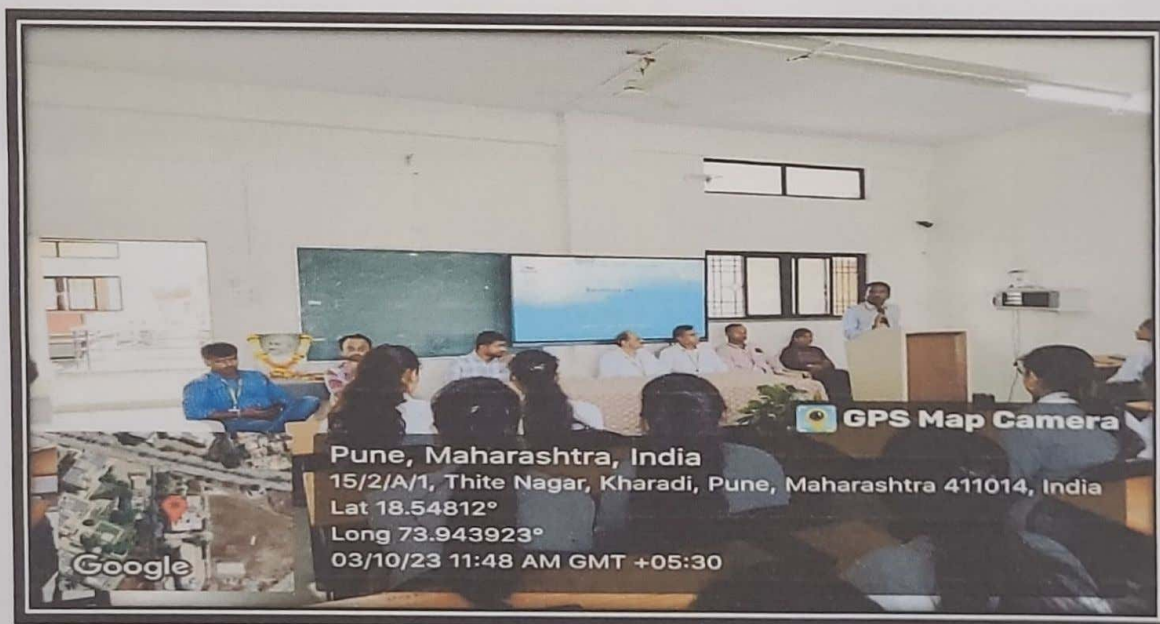 GPS Map Camera
Pune, Maharashtra, India
15/2/A/1, Thite Nagar, Kharadi, Pune, Maharashtra 411014, India
Lat 18.54812°
Long 73.943923°
03/10/23 11:48 AM GMT +05:30
Google